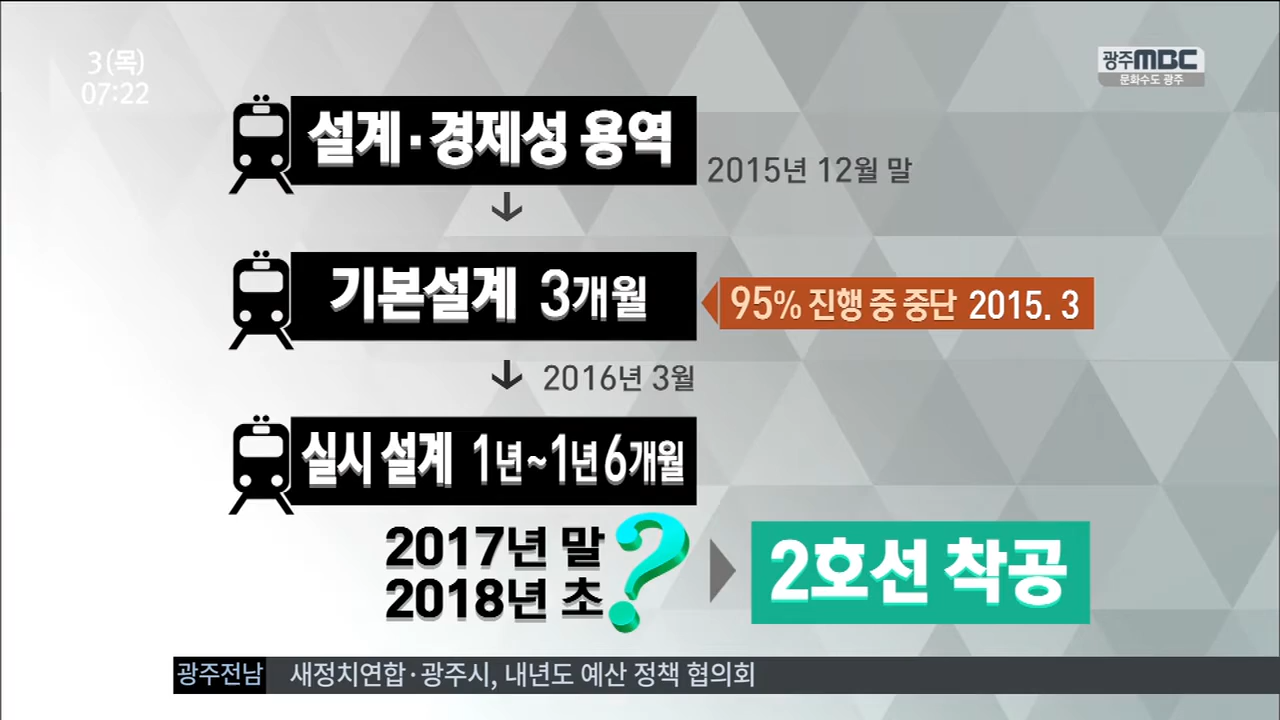 3(목)
07:22
광주MBC
문화수도 광주
설계·경제성 용역
2015년 12월 말
기본설계 3개월
95% 진행 중 중단 2015. 3
2016년 3월
실시 설계 1년~1년 6개월
2017년 말
2018년 초
?
2호선 착공
광주전남 새정치연합·광주시, 내년도 예산 정책 협의회